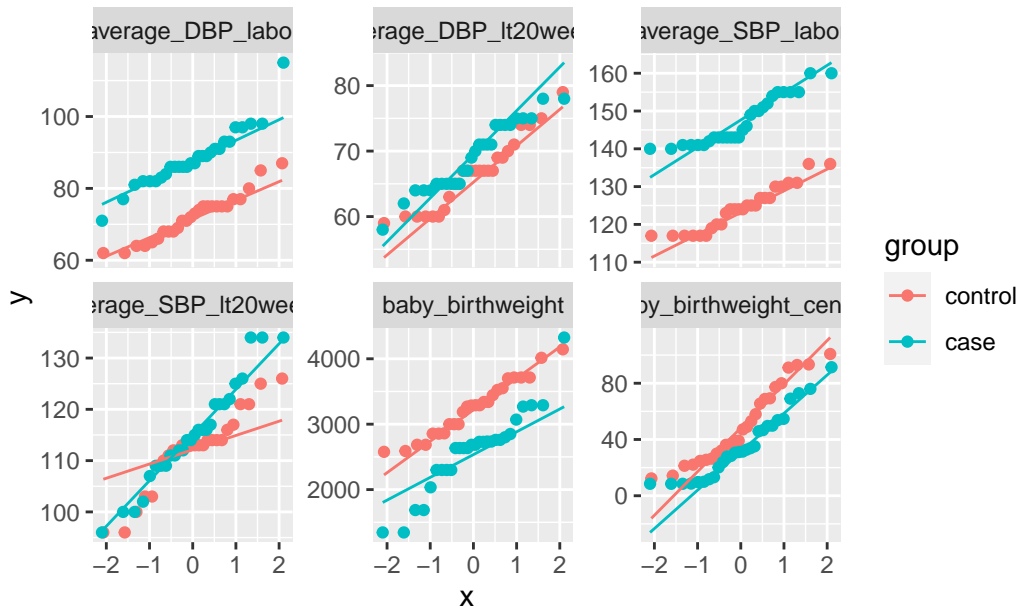 average_DBP_labo
erage_DBP_lt20wee
average_SBP_labo
100
80
60
80
70
60
160
150
140
130
120
110
erage_SBP_lt20wee
baby_birthweight
by_birthweight_cen
130
120
110
100
4000
3000
2000
80
40
0
−2 −1 0 1 2
−2 −1 0 1 2
−2 −1 0 1 2
x
y
group
control
case